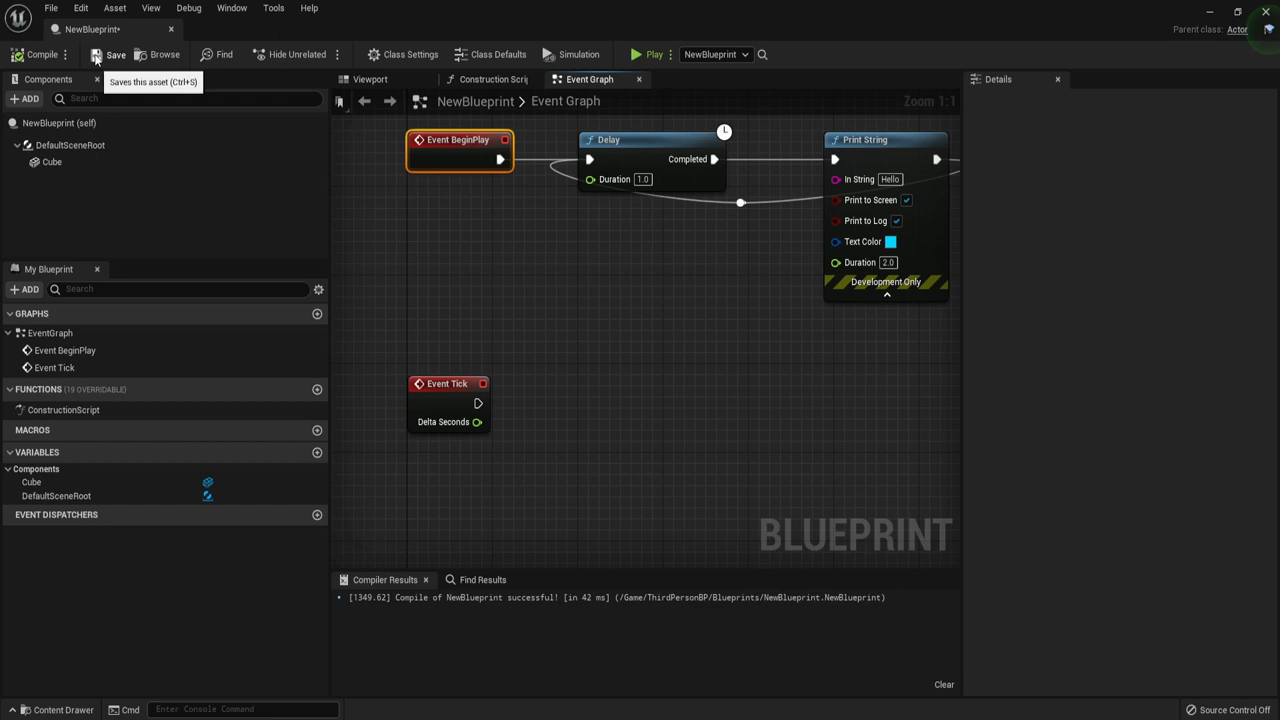 File Edit Asset View Debug Window Tools Help
NewBlueprint*
Parent class: Actor
Compile Save Browse Find Hide Unrelated Class Settings Class Defaults Simulation Play NewBlueprint
Saves this asset (Ctrl+S)
Components
ADD Search
NewBlueprint (self)
DefaultSceneRoot
Cube
My Blueprint
ADD Search
GRAPHS
EventGraph
Event BeginPlay
Event Tick
FUNCTIONS (19 OVERRIDABLE)
ConstructionScript
MACROS
VARIABLES
Components
Cube
DefaultSceneRoot
EVENT DISPATCHERS
Viewport Construction Scrip Event Graph
NewBlueprint > Event Graph Zoom 1:1
Event BeginPlay
Delay
Completed
Duration 1.0
Print String
In String Hello
Print to Screen
Print to Log
Text Color
Duration 2.0
Development Only
Event Tick
Delta Seconds
BLUEPRINT
Compiler Results Find Results
[1349.62] Compile of NewBlueprint successful! [in 42 ms] (/Game/ThirdPersonBP/Blueprints/NewBlueprint.NewBlueprint)
Clear
Details
Content Drawer Cmd Enter Console Command Source Control Off